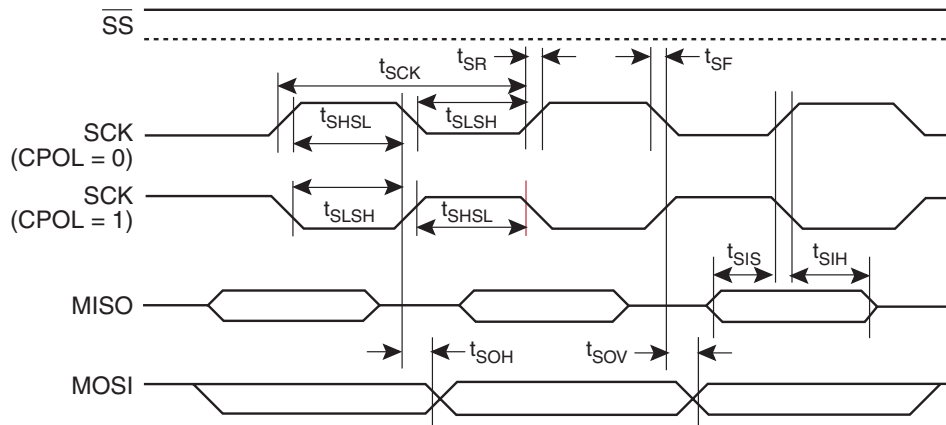 SS
tSCK
tSR
tSF
SCK
(CPOL = 0)
tSHSL
tSLSH
SCK
(CPOL = 1)
tSLSH
tSHSL
tSIS
tSIH
MISO
tSOH
tSOV
MOSI